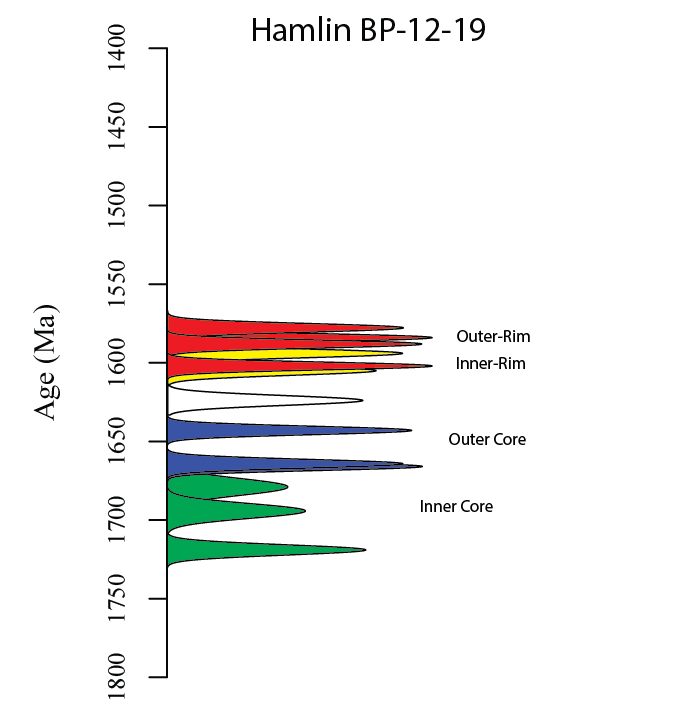 Hamlin BP-12-19
Age (Ma)
1400
1450
1500
1550
1600
1650
1700
1750
1800
Outer-Rim
Inner-Rim
Outer Core
Inner Core